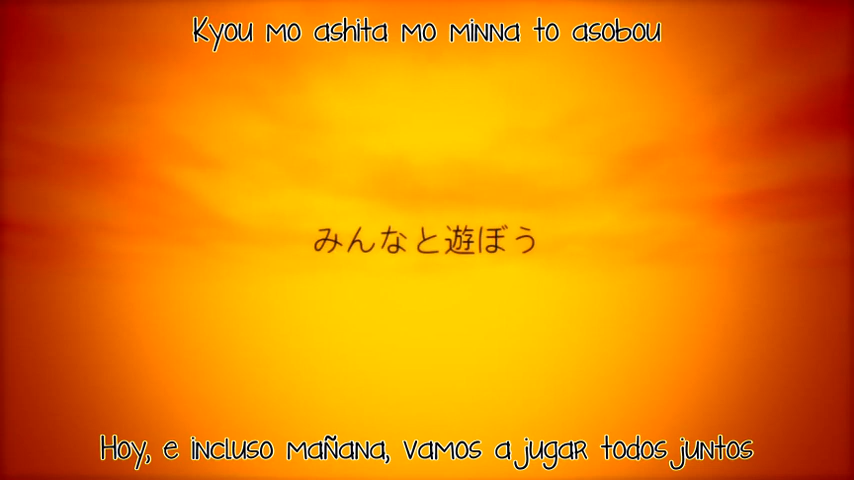 Kyou mo ashita mo minna to asobou
みんなと遊ぼう
Hoy, e incluso mañana, vamos a jugar todos juntos